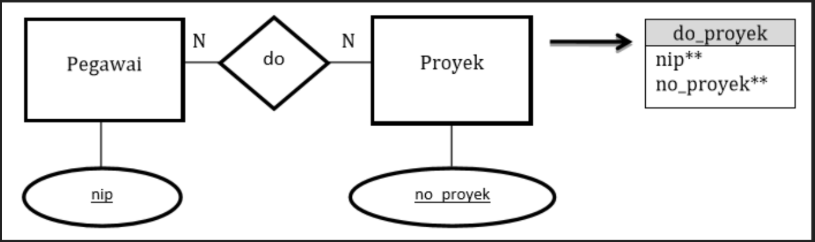 Pegawai
N
do
N
Proyek
do_proyek
nip**
no_proyek**
nip
no_proyek